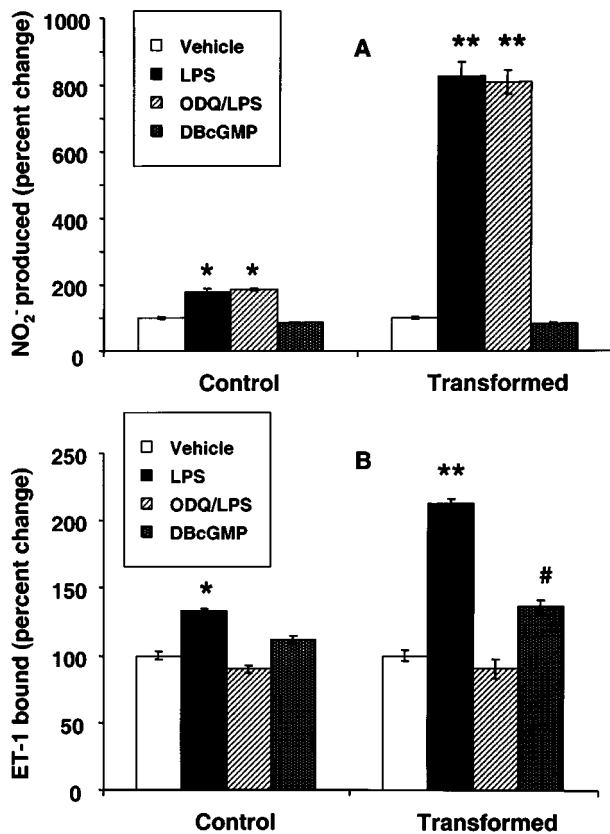 NO₂⁻ produced (percent change)
1000
800
600
400
200
0
Vehicle
LPS
ODQ/LPS
DBcGMP
A
*
*
**
**
Control
Transformed
ET-1 bound (percent change)
250
200
150
100
50
0
Vehicle
LPS
ODQ/LPS
DBcGMP
B
*
**
#
Control
Transformed